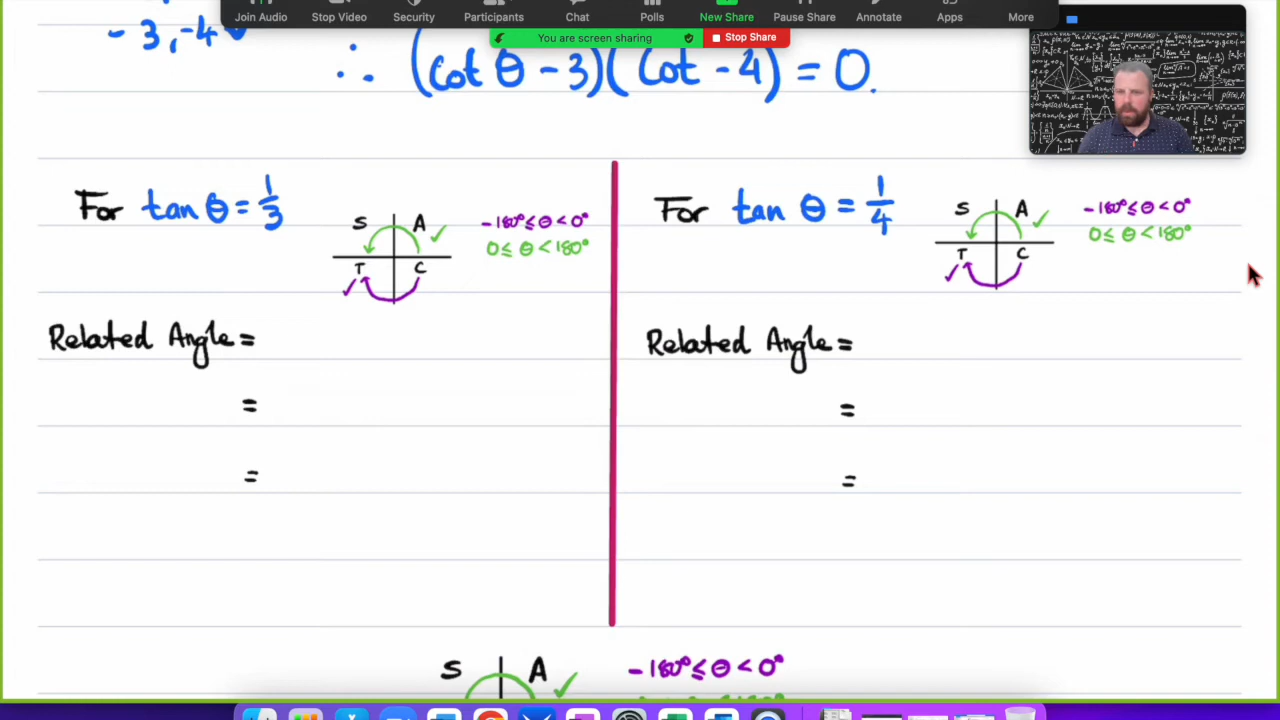 Join Audio Stop Video Security Participants Chat Polls New Share Pause Share Annotate Apps More
You are screen sharing Stop Share
- 3, -4
∴ (cot θ - 3)(cot - 4) = 0.
For tan θ = 1/3
S A
T C
-180° ≤ θ < 0°
0 ≤ θ < 180°
Related Angle =
=
=
For tan θ = 1/4
S A
T C
-180° ≤ θ < 0°
0 ≤ θ < 180°
Related Angle =
=
=
S A
-180° ≤ θ < 0°